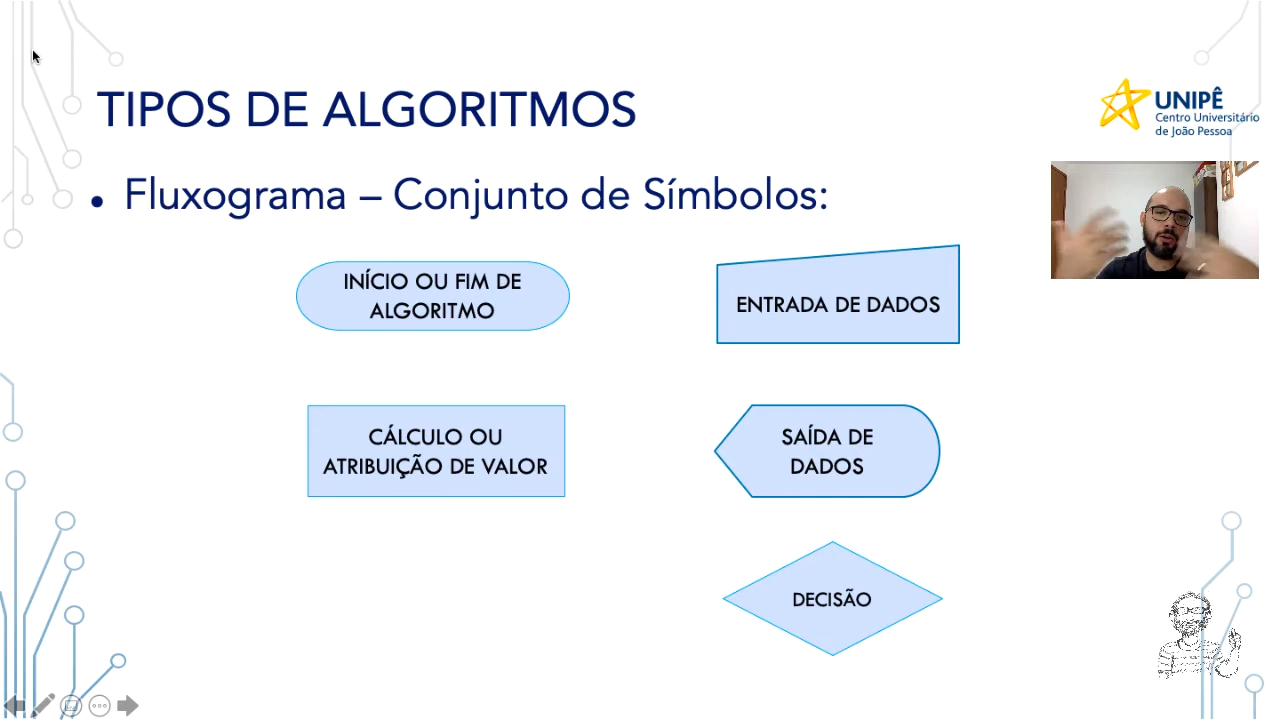 TIPOS DE ALGORITMOS
UNIPÊ
Centro Universitário
de João Pessoa
• Fluxograma – Conjunto de Símbolos:
INÍCIO OU FIM DE
ALGORITMO
ENTRADA DE DADOS
CÁLCULO OU
ATRIBUIÇÃO DE VALOR
SAÍDA DE
DADOS
DECISÃO